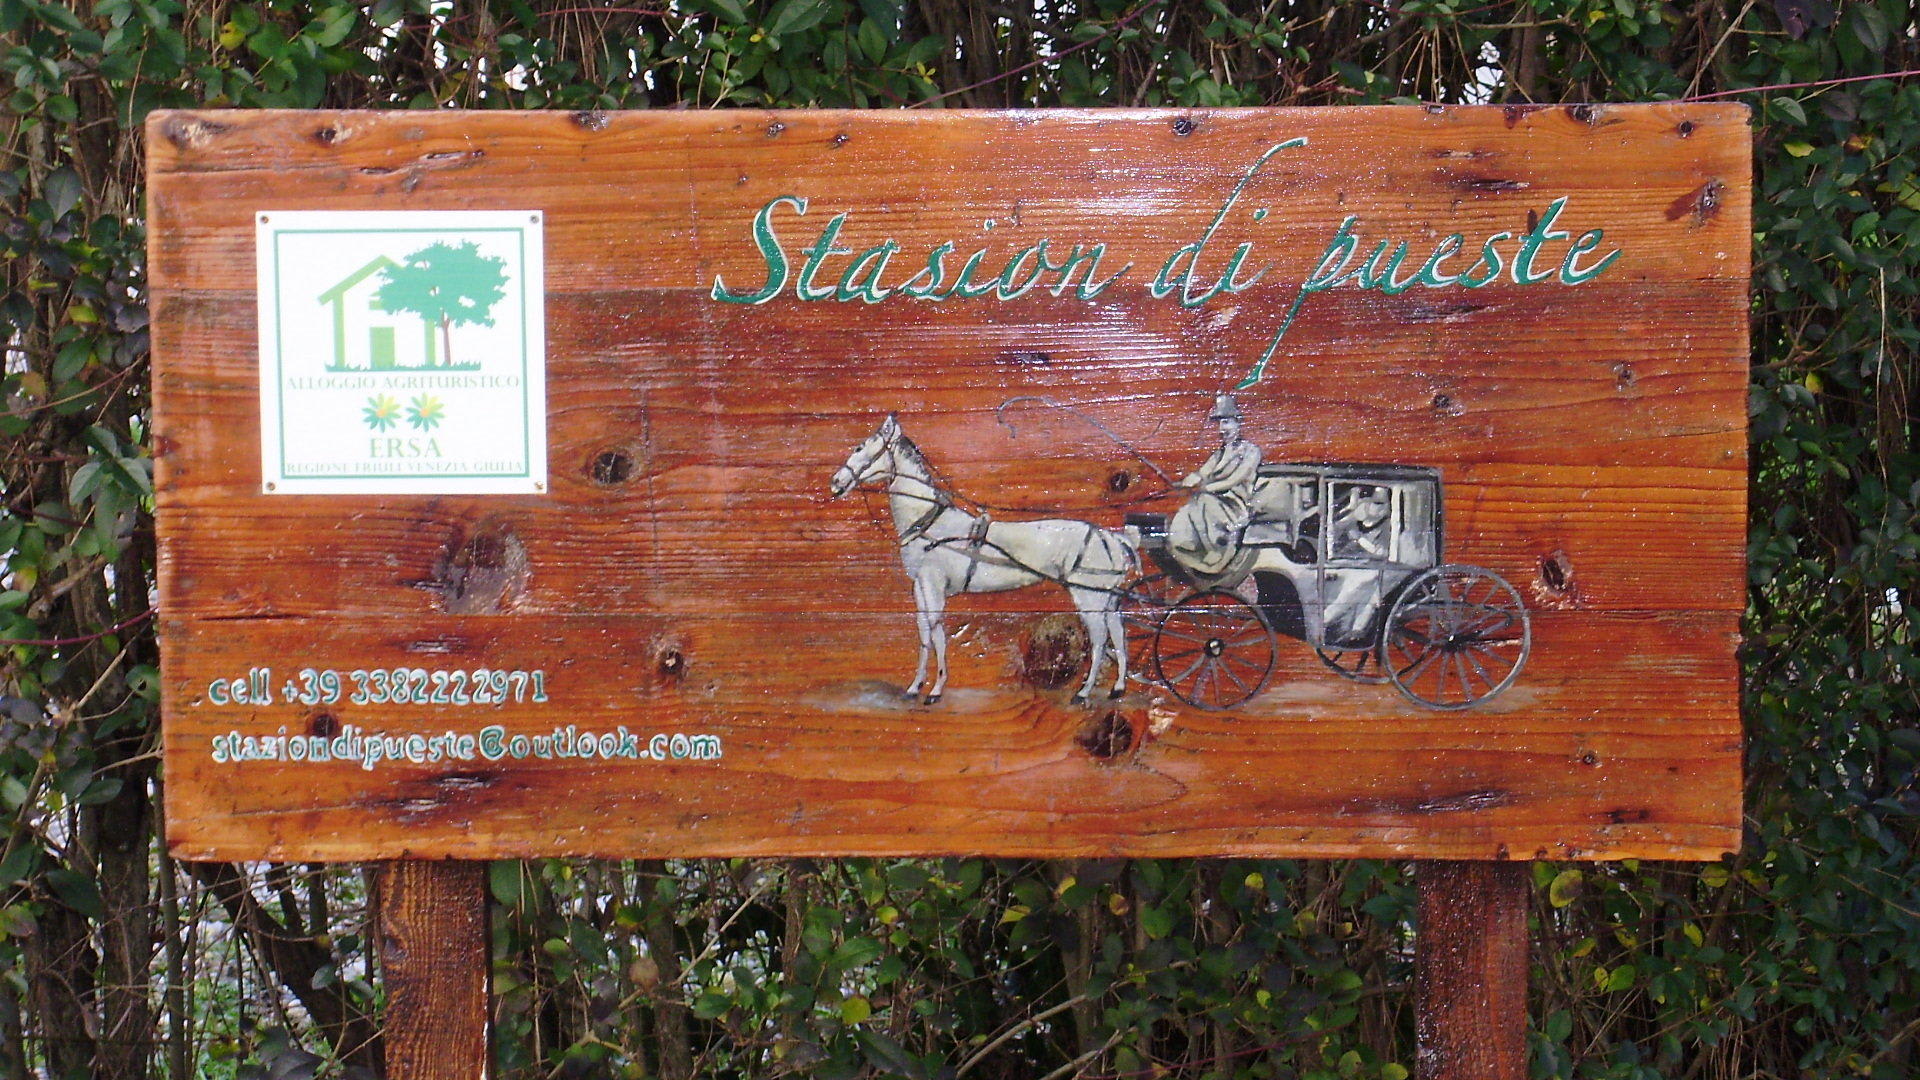 Stasion di pueste
ALLOGGIO AGRITURISTICO
ERSA
REGIONE FRIULI VENEZIA GIULIA
cell +39 3382222971
staziondipueste@outlook.com